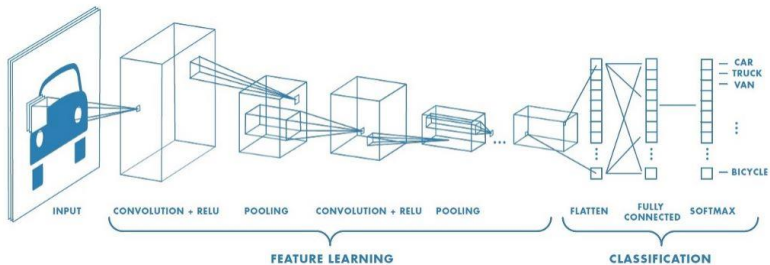 CAR
TRUCK
VAN
BICYCLE
INPUT
CONVOLUTION + RELU
POOLING
CONVOLUTION + RELU
POOLING
FLATTEN
FULLY
CONNECTED
SOFTMAX
FEATURE LEARNING
CLASSIFICATION